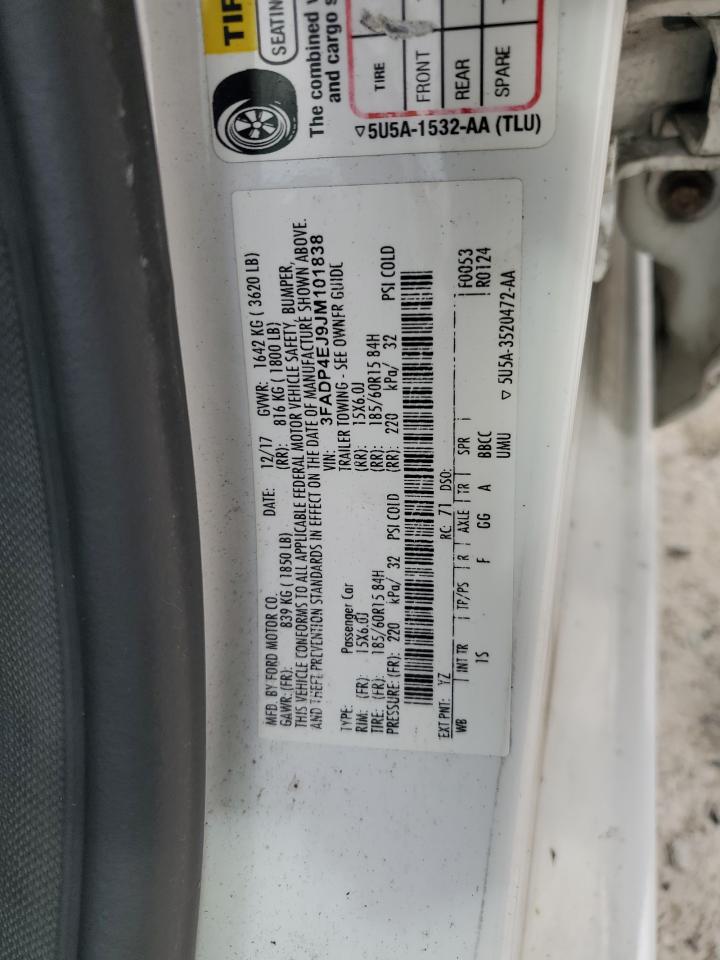 TIR
SEATIN
The combined v
and cargo s
TIRE
FRONT
REAR
SPARE
5U5A-1532-AA (TLU)
MFD. BY FORD MOTOR CO.
DATE: 12/17 GVWR: 1642 KG ( 3620 LB)
GAWR:(FR): 839 KG ( 1850 LB) (RR): 816 KG ( 1800 LB)
THIS VEHICLE CONFORMS TO ALL APPLICABLE FEDERAL MOTOR VEHICLE SAFETY, BUMPER,
AND THEFT PREVENTION STANDARDS IN EFFECT ON THE DATE OF MANUFACTURE SHOWN ABOVE.
VIN: 3FADP4EJ9JM101838
TYPE: Passenger Car TRAILER TOWING - SEE OWNER GUIDE
RIM: (FR): 15X6.0J (RR): 15X6.0J
TIRE: (FR): 185/60R15 84H (RR): 185/60R15 84H
PRESSURE:(FR): 220 kPa/ 32 PSI COLD (RR): 220 kPa/ 32 PSI COLD
EXT PNT: YZ RC: 71 DSO: F0053
WB INT TR TP/PS R AXLE TR SPR R0124
1S F GG A BBCC
UMU
5U5A-3520472-AA